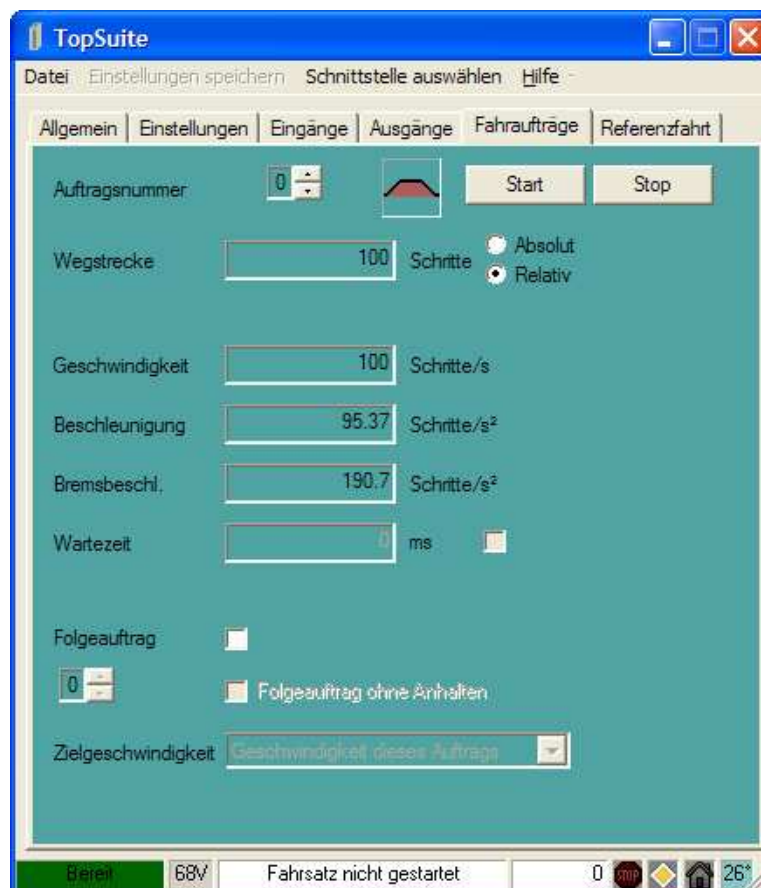 TopSuite
Datei Einstellungen speichern Schnittstelle auswählen Hilfe
Allgemein Einstellungen Eingänge Ausgänge Fahraufträge Referenzfahrt
Auftragsnummer 0 Start Stop
Wegstrecke 100 Schritte Absolut
Relativ
Geschwindigkeit 100 Schritte/s
Beschleunigung 95.37 Schritte/s²
Bremsbeschl. 190.7 Schritte/s²
Wartezeit 0 ms
Folgeauftrag
0 Folgeauftrag ohne Anhalten
Zielgeschwindigkeit Geschwindigkeit dieses Auftrags
Bereit 68V Fahrsatz nicht gestartet 0 STOP 26°